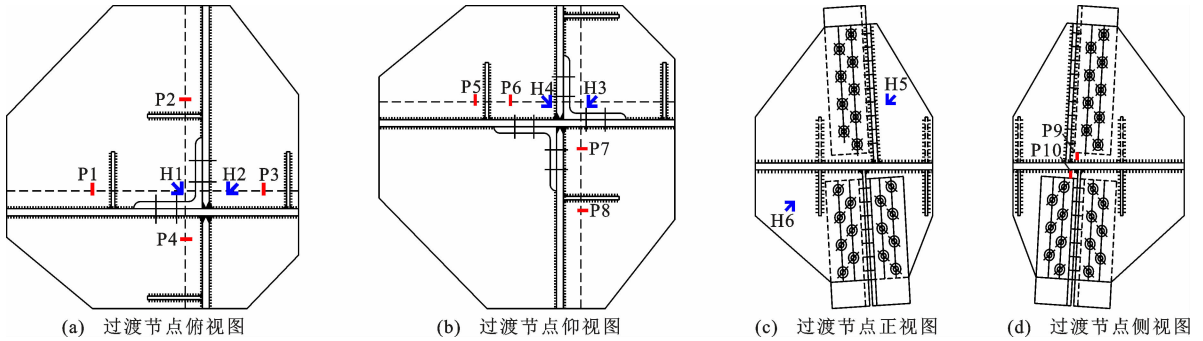 P2
P1
H1
H2
P3
P4
(a) 过渡节点俯视图
P5
P6
H4
H3
P7
P8
(b) 过渡节点仰视图
H5
H6
(c) 过渡节点正视图
P9
P10
(d) 过渡节点侧视图